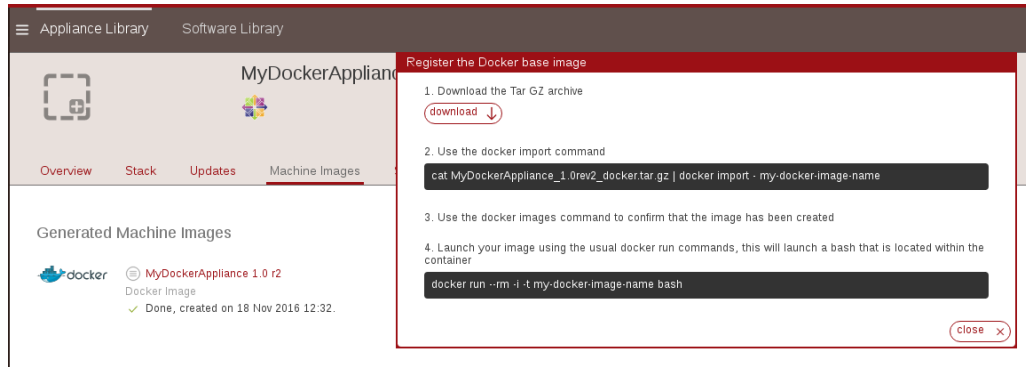 Appliance Library
Software Library
MyDockerApplianc
Overview
Stack
Updates
Machine Images
Generated Machine Images
docker
MyDockerAppliance 1.0 r2
Docker Image
Done, created on 18 Nov 2016 12:32.
Register the Docker base image
1. Download the Tar GZ archive
download
2. Use the docker import command
cat MyDockerAppliance_1.0rev2_docker.tar.gz | docker import - my-docker-image-name
3. Use the docker images command to confirm that the image has been created
4. Launch your image using the usual docker run commands, this will launch a bash that is located within the
container
docker run --rm -i -t my-docker-image-name bash
close